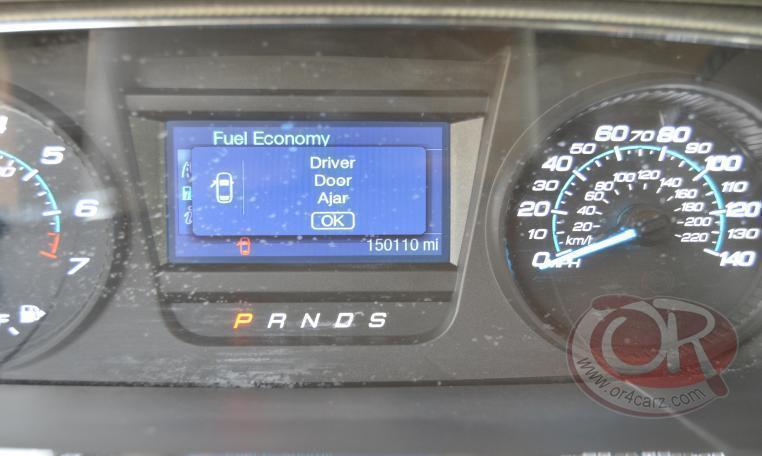 Fuel Economy
Driver
Door
Ajar
OK
150110 mi
P R N D S
4
5
6
7
F
0 10 20 30 40 50 60 70 80 90 100 110 120 130 140
20 40 60 80 100 120 140 160 180 200 220
km/t
MPH
OR
www.or4carz.com